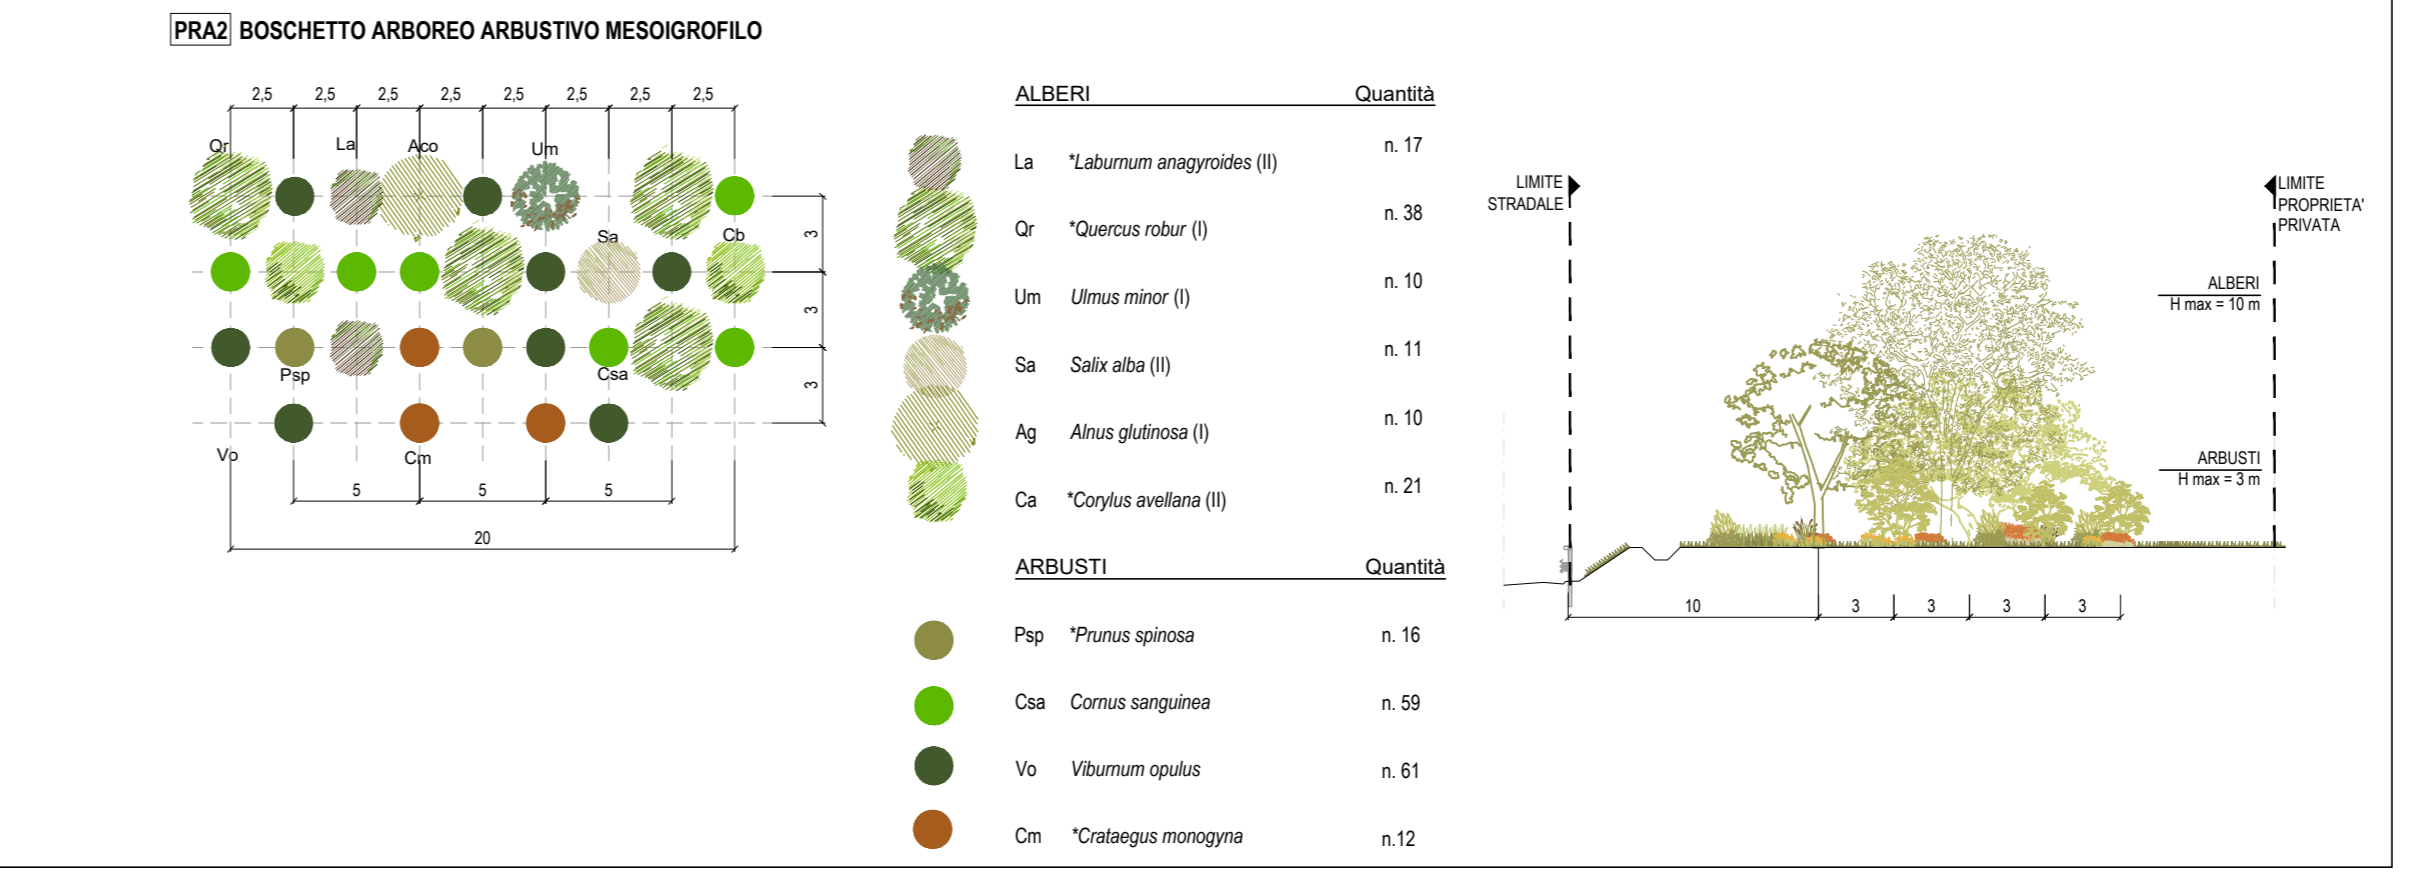 PRA2 BOSCHETTO ARBOREO ARBUSTIVO MESOIGROFILO
2,5 2,5 2,5 2,5 2,5 2,5 2,5 2,5
Qr La Aco Um
Sa Cb
Psp Csa
Vo Cm
3
3
3
5 5 5
20
ALBERI Quantità
La *Laburnum anagyroides (II) n. 17
Qr *Quercus robur (I) n. 38
Um Ulmus minor (I) n. 10
Sa Salix alba (II) n. 11
Ag Alnus glutinosa (I) n. 10
Ca *Corylus avellana (II) n. 21
ARBUSTI Quantità
Psp *Prunus spinosa n. 16
Csa Cornus sanguinea n. 59
Vo Viburnum opulus n. 61
Cm *Crataegus monogyna n.12
LIMITE
STRADALE
LIMITE
PROPRIETA'
PRIVATA
ALBERI
H max = 10 m
ARBUSTI
H max = 3 m
10 3 3 3 3